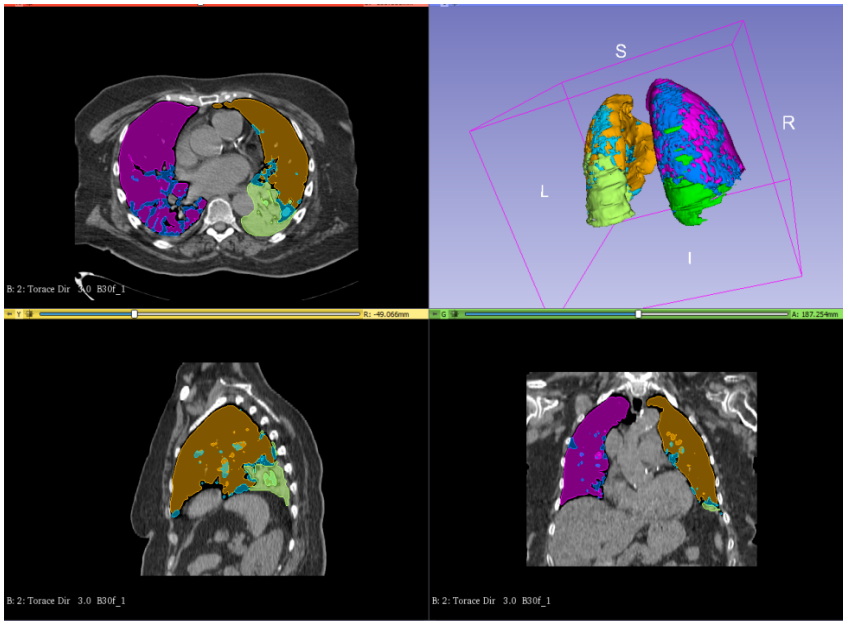 S
R
L
I
B: 2: Torace Dir 3.0 B30f_1
Y R: -49.066mm
G A: 187.254mm
B: 2: Torace Dir 3.0 B30f_1
B: 2: Torace Dir 3.0 B30f_1